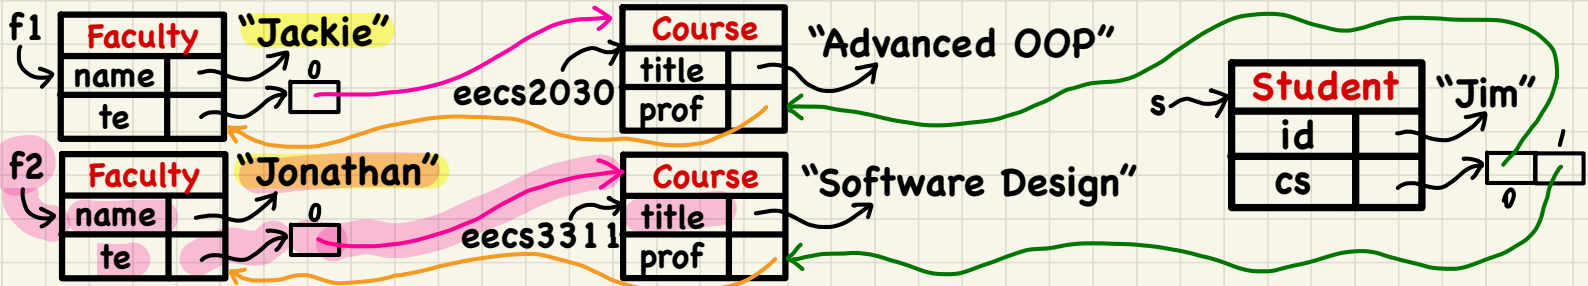 f1
Faculty
name
te
"Jackie"
0
eecs2030
Course
title
prof
"Advanced OOP"
s
Student
id
cs
"Jim"
0
1
f2
Faculty
name
te
"Jonathan"
0
eecs3311
Course
title
prof
"Software Design"